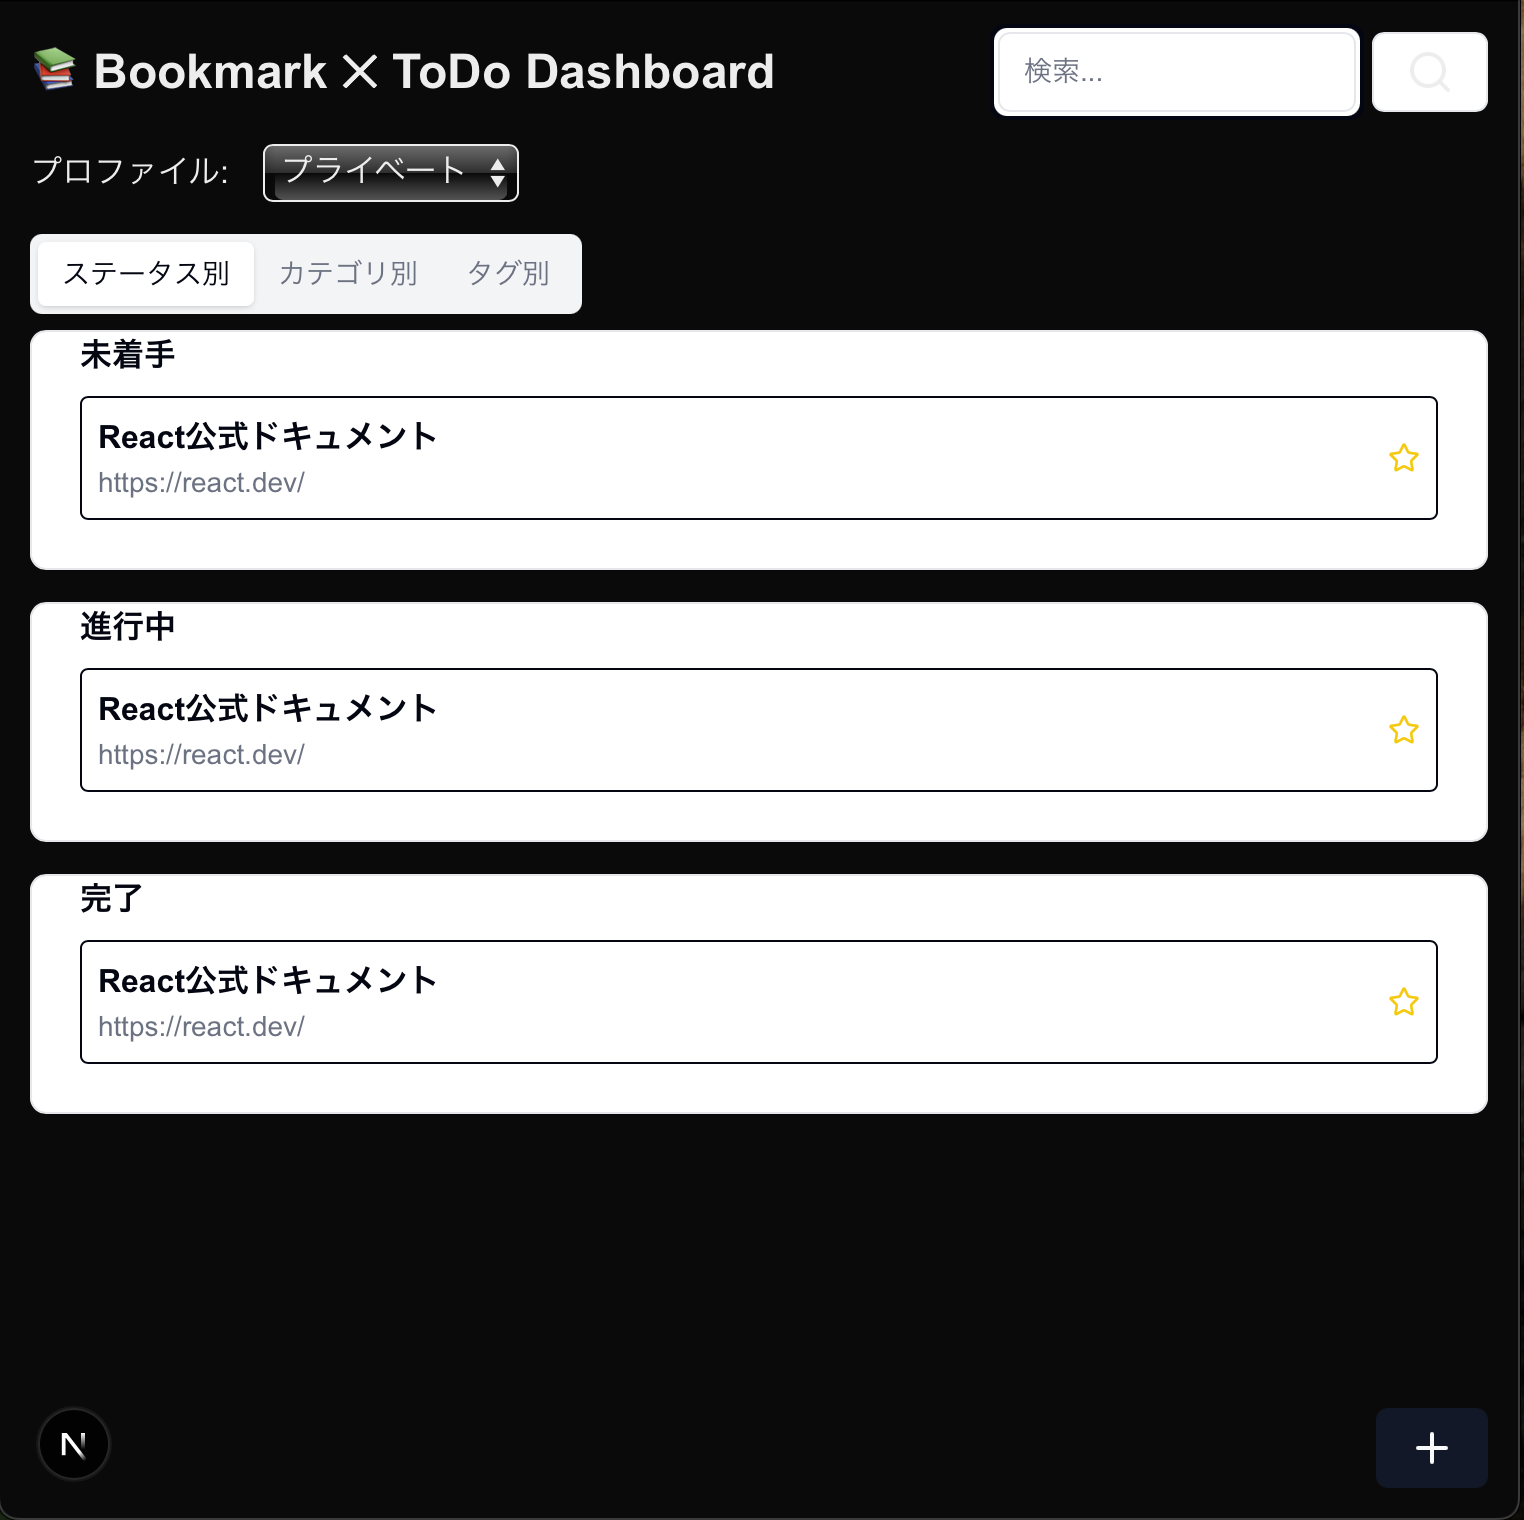 📚 Bookmark × ToDo Dashboard
検索...
プロファイル:
プライベート
ステータス別
カテゴリ別
タグ別
未着手
React公式ドキュメント
https://react.dev/
進行中
React公式ドキュメント
https://react.dev/
完了
React公式ドキュメント
https://react.dev/
N